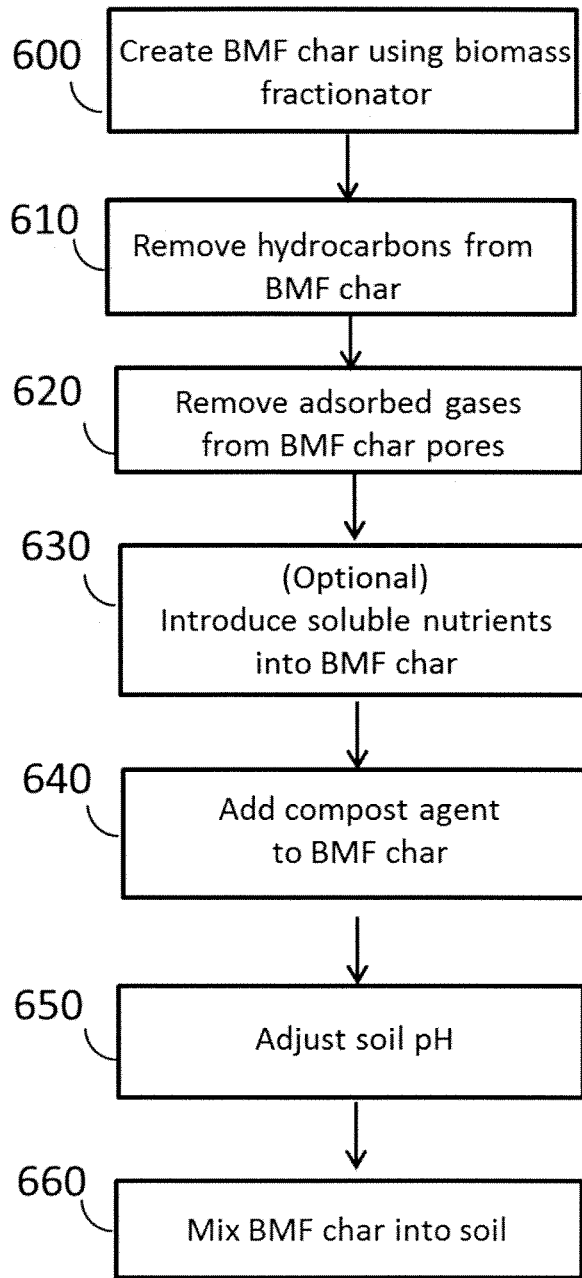 600
Create BMF char using biomass
fractionator
610
Remove hydrocarbons from
BMF char
620
Remove adsorbed gases
from BMF char pores
630
(Optional)
Introduce soluble nutrients
into BMF char
640
Add compost agent
to BMF char
650
Adjust soil pH
660
Mix BMF char into soil